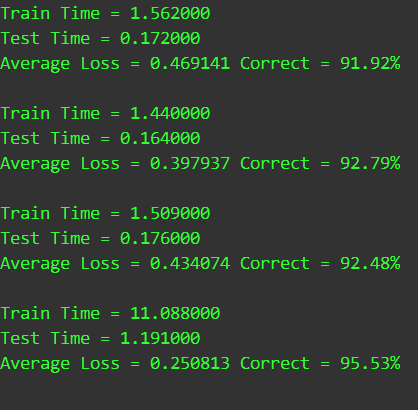 Train Time = 1.562000
Test Time = 0.172000
Average Loss = 0.469141 Correct = 91.92%
Train Time = 1.440000
Test Time = 0.164000
Average Loss = 0.397937 Correct = 92.79%
Train Time = 1.509000
Test Time = 0.176000
Average Loss = 0.434074 Correct = 92.48%
Train Time = 11.088000
Test Time = 1.191000
Average Loss = 0.250813 Correct = 95.53%